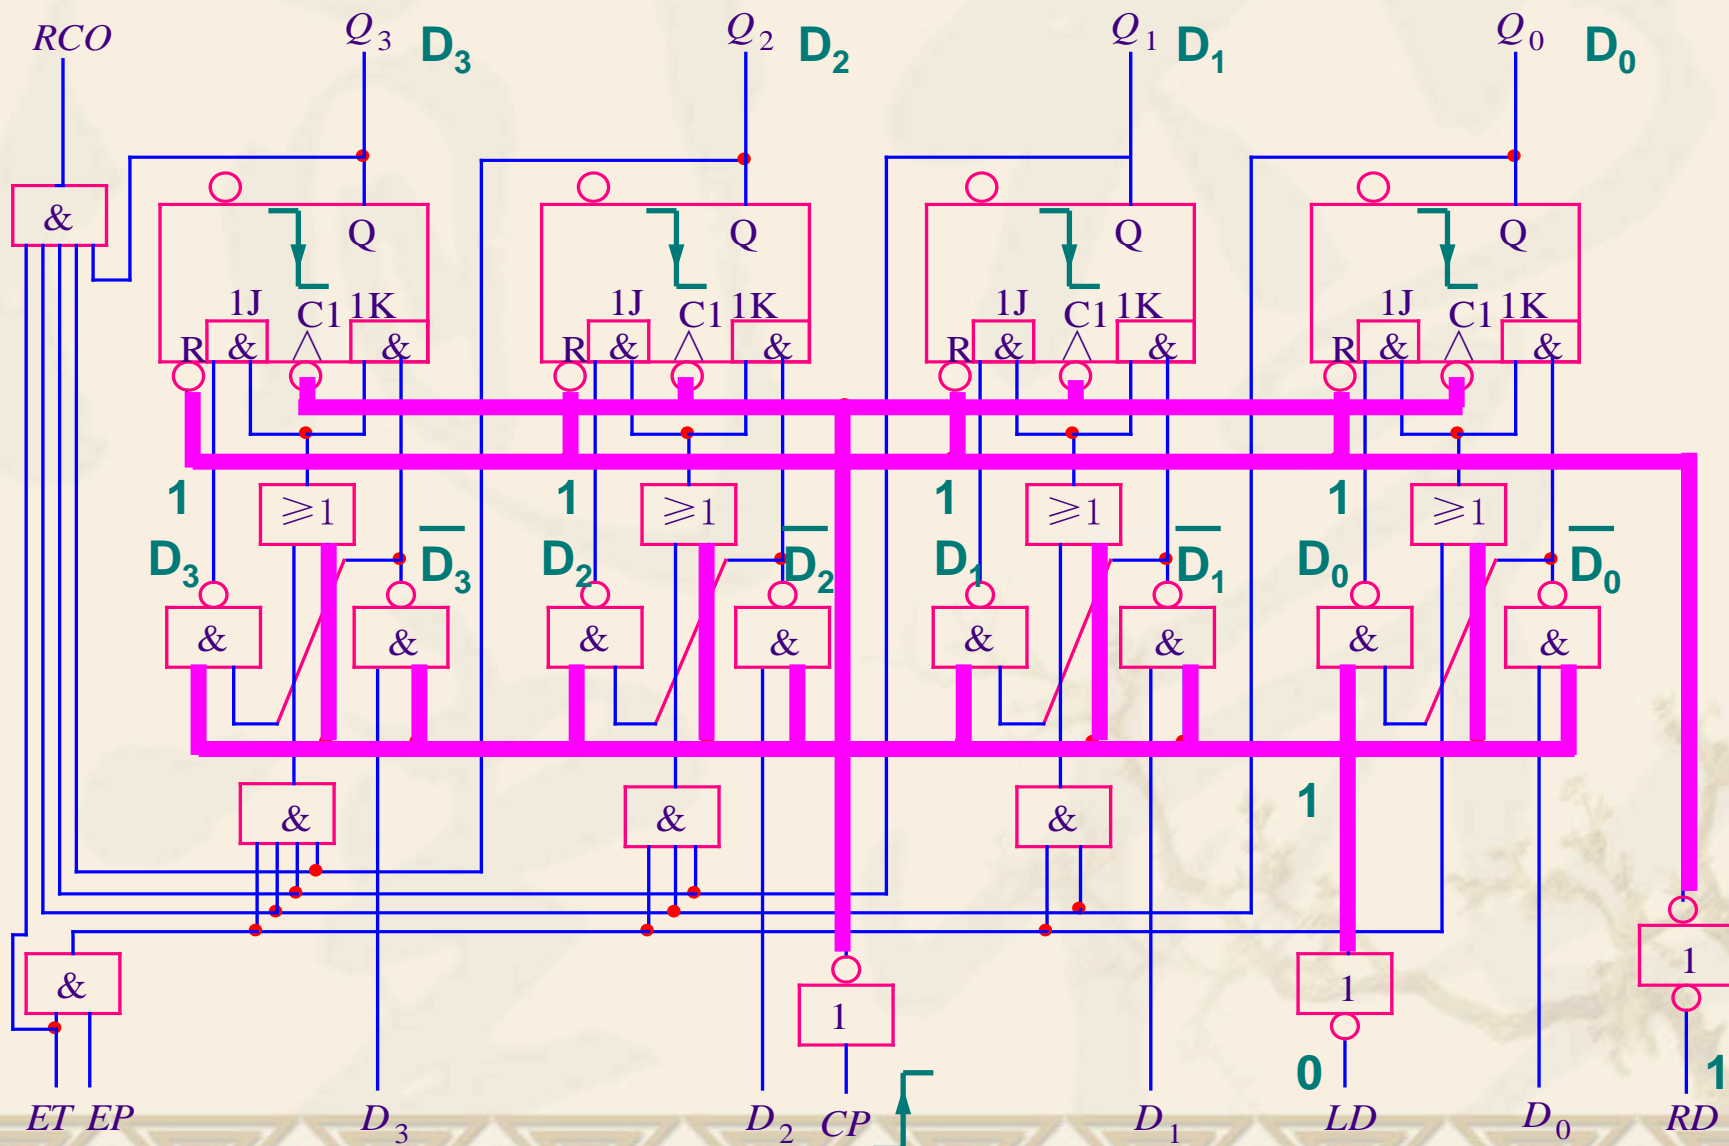 RCO Q3 D3 Q2 D2 Q1 D1 Q0 D0
& Q Q Q Q
1J C1 1K 1J C1 1K 1J C1 1K 1J C1 1K
R & & R & & R & & R & &
1 ≥1 1 ≥1 1 ≥1 1 ≥1
D3 D̅3 D2 D̅2 D1 D̅1 D0 D̅0
& & & & & & & &
& & & 1
& 1 1 1
0 1
ET EP D3 D2 CP D1 LD D0 RD